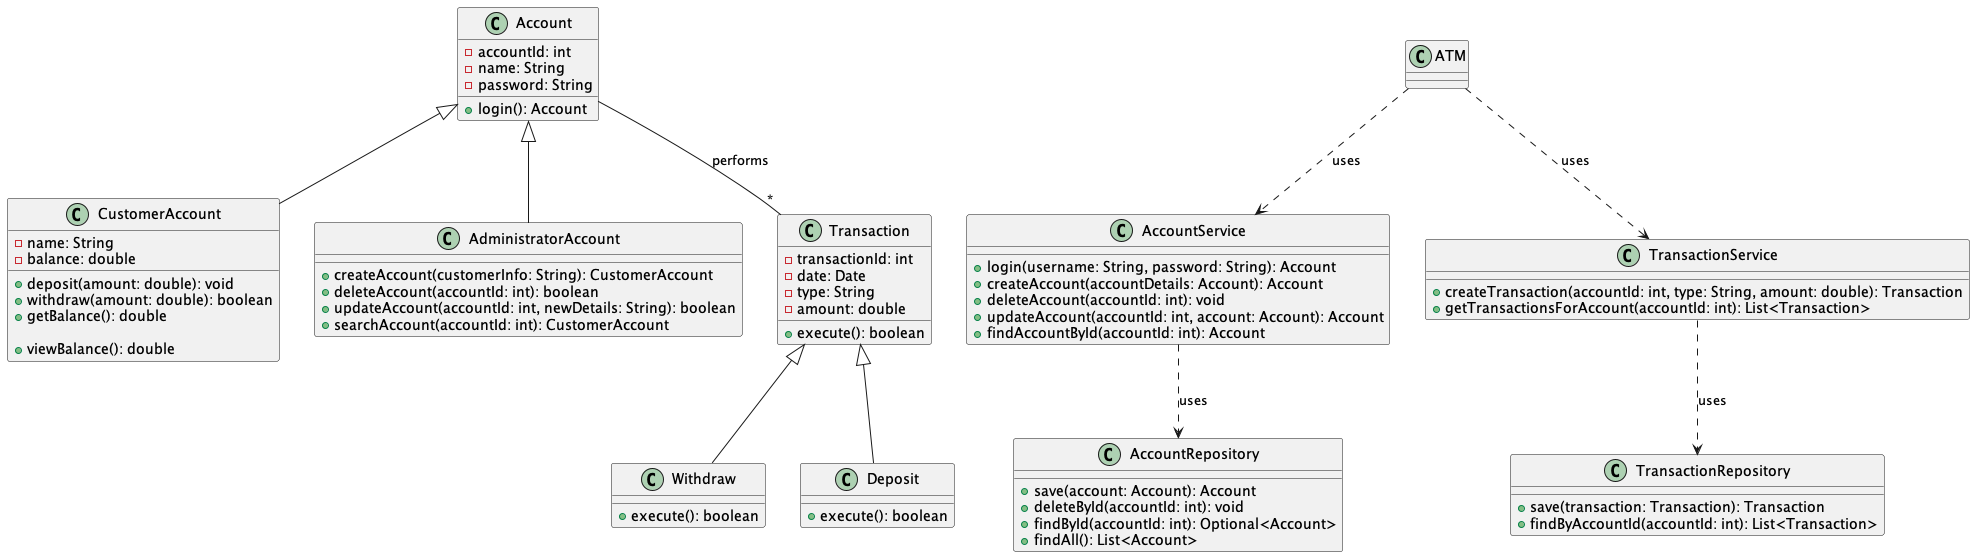 C Account
accountId: int
name: String
password: String
login(): Account
C ATM
performs
*
uses
uses
C CustomerAccount
name: String
balance: double
deposit(amount: double): void
withdraw(amount: double): boolean
getBalance(): double
viewBalance(): double
C AdministratorAccount
createAccount(customerInfo: String): CustomerAccount
deleteAccount(accountId: int): boolean
updateAccount(accountId: int, newDetails: String): boolean
searchAccount(accountId: int): CustomerAccount
C Transaction
transactionId: int
date: Date
type: String
amount: double
execute(): boolean
C AccountService
login(username: String, password: String): Account
createAccount(accountDetails: Account): Account
deleteAccount(accountId: int): void
updateAccount(accountId: int, account: Account): Account
findAccountById(accountId: int): Account
C TransactionService
createTransaction(accountId: int, type: String, amount: double): Transaction
getTransactionsForAccount(accountId: int): List<Transaction>
uses
uses
C Withdraw
execute(): boolean
C Deposit
execute(): boolean
C AccountRepository
save(account: Account): Account
deleteById(accountId: int): void
findById(accountId: int): Optional<Account>
findAll(): List<Account>
C TransactionRepository
save(transaction: Transaction): Transaction
findByAccountId(accountId: int): List<Transaction>